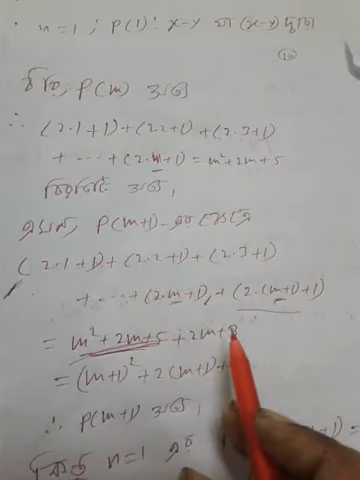 ∴ n=1 ; P(1): x-y যা (x-y) দ্বারা
ধরি, P(m) সত্য
∴ (2.1+1)+(2.2+1)+(2.3+1)
+ ... +(2.m+1) = m²+2m+5
বিবৃতিটি সত্য,
এখন, P(m+1)-এর ক্ষেত্রে
(2.1+1)+(2.2+1)+(2.3+1)
+ ... +(2.m+1)+(2.(m+1)+1)
= m²+2m+5+2m+3
= (m+1)²+2(m+1)+
∴ P(m+1) সত্য,
কিন্তু n=1 এর